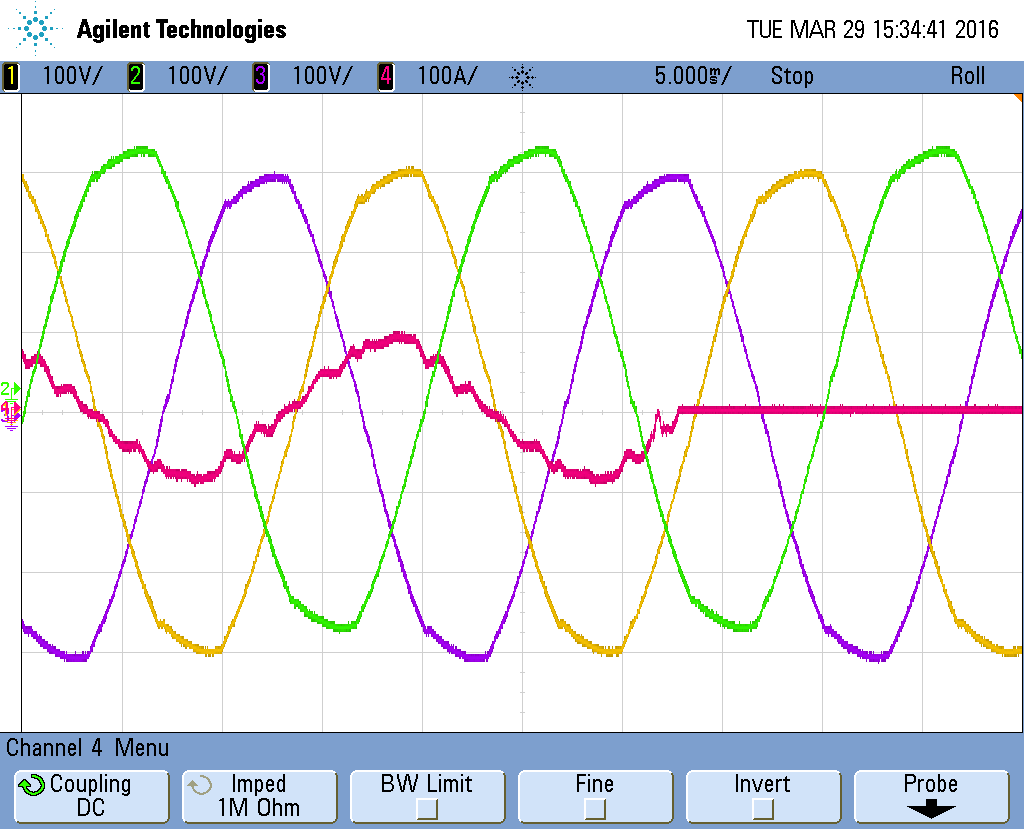 Agilent Technologies TUE MAR 29 15:34:41 2016
1 100V/ 2 100V/ 3 100V/ 4 100A/ 5.000ms/ Stop Roll
2
Channel 4 Menu
Coupling Imped BW Limit Fine Invert Probe
DC 1M Ohm